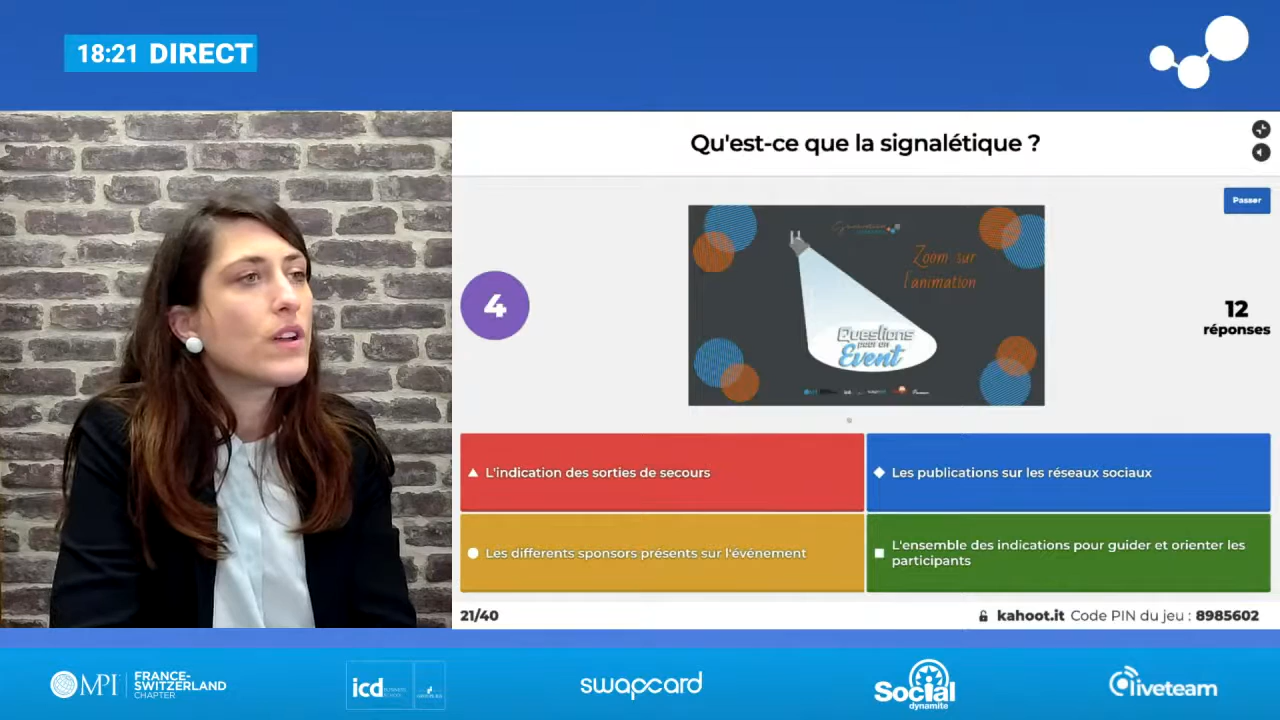 18:21 DIRECT
Qu'est-ce que la signalétique ?
Passer
4
Zoom sur
l'animation
Questions
pour un
Event
12
réponses
L'indication des sorties de secours
Les publications sur les réseaux sociaux
Les differents sponsors présents sur l'événement
L'ensemble des indications pour guider et orienter les
participants
21/40
kahoot.it Code PIN du jeu : 8985602
MPI
FRANCE-
SWITZERLAND
CHAPTER
icd
swapcard
Social
dynamite
liveteam